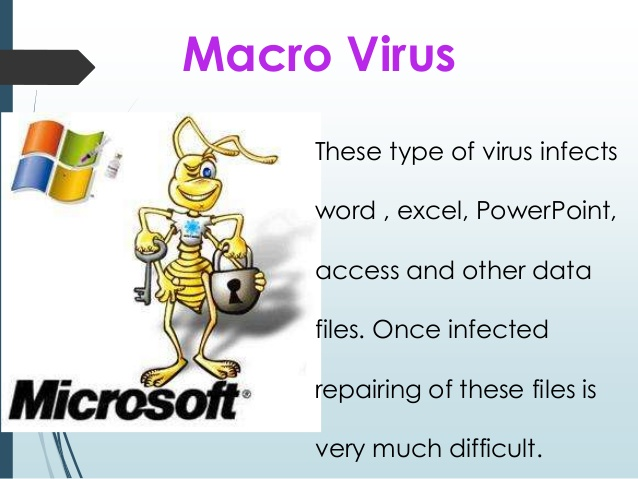 Macro Virus
These type of virus infects
word , excel, PowerPoint,
access and other data
files. Once infected
repairing of these files is
very much difficult.
Microsoft®